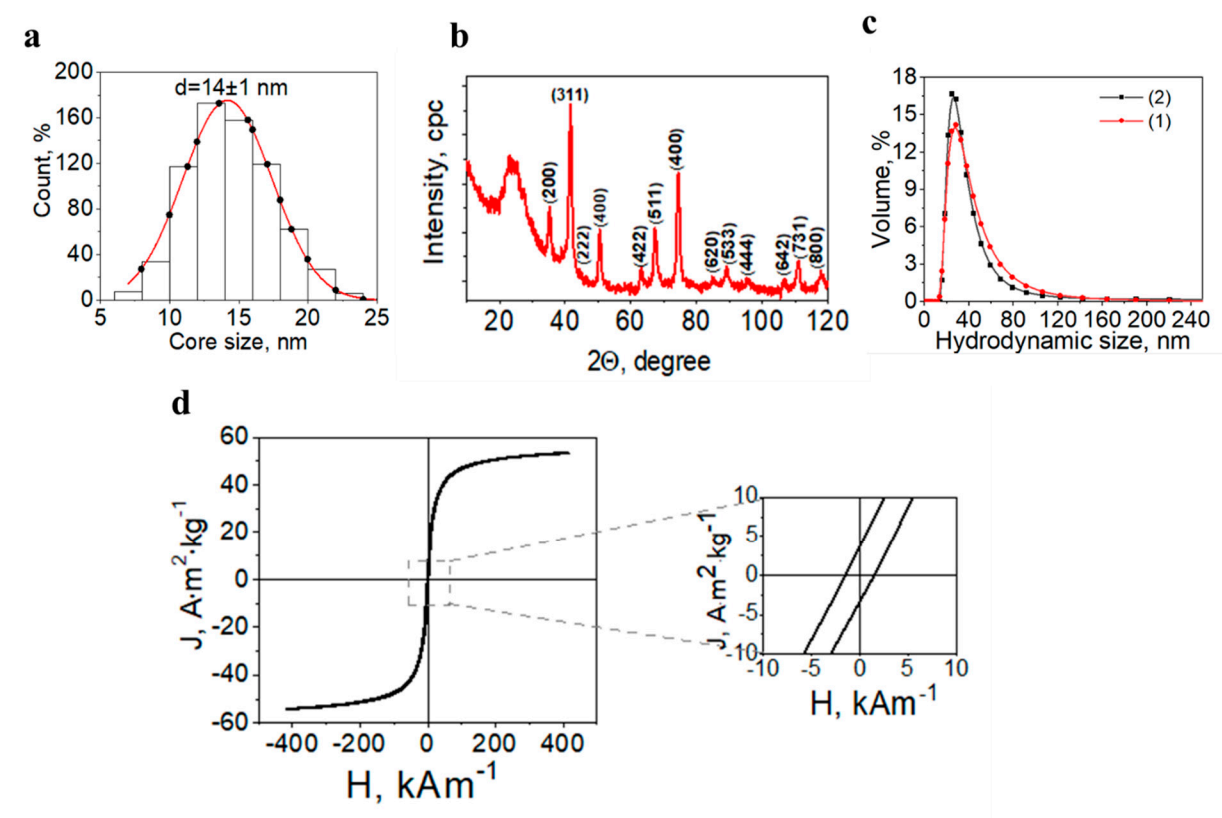 a
d=14±1 nm
Count, %
200
160
120
80
40
0
5 10 15 20 25
Core size, nm
b
Intensity, cpc
(200)
(311)
(222)
(400)
(422)
(511)
(400)
(620)
(533)
(444)
(642)
(731)
(800)
20 40 60 80 100 120
2Θ, degree
c
Volume, %
18
15
12
9
6
3
0
(2)
(1)
0 40 80 120 160 200 240
Hydrodynamic size, nm
d
J, A·m²·kg⁻¹
60
40
20
0
-20
-40
-60
-400 -200 0 200 400
H, kAm⁻¹
J, A·m²·kg⁻¹
10
5
0
-5
-10
-10 -5 0 5 10
H, kAm⁻¹